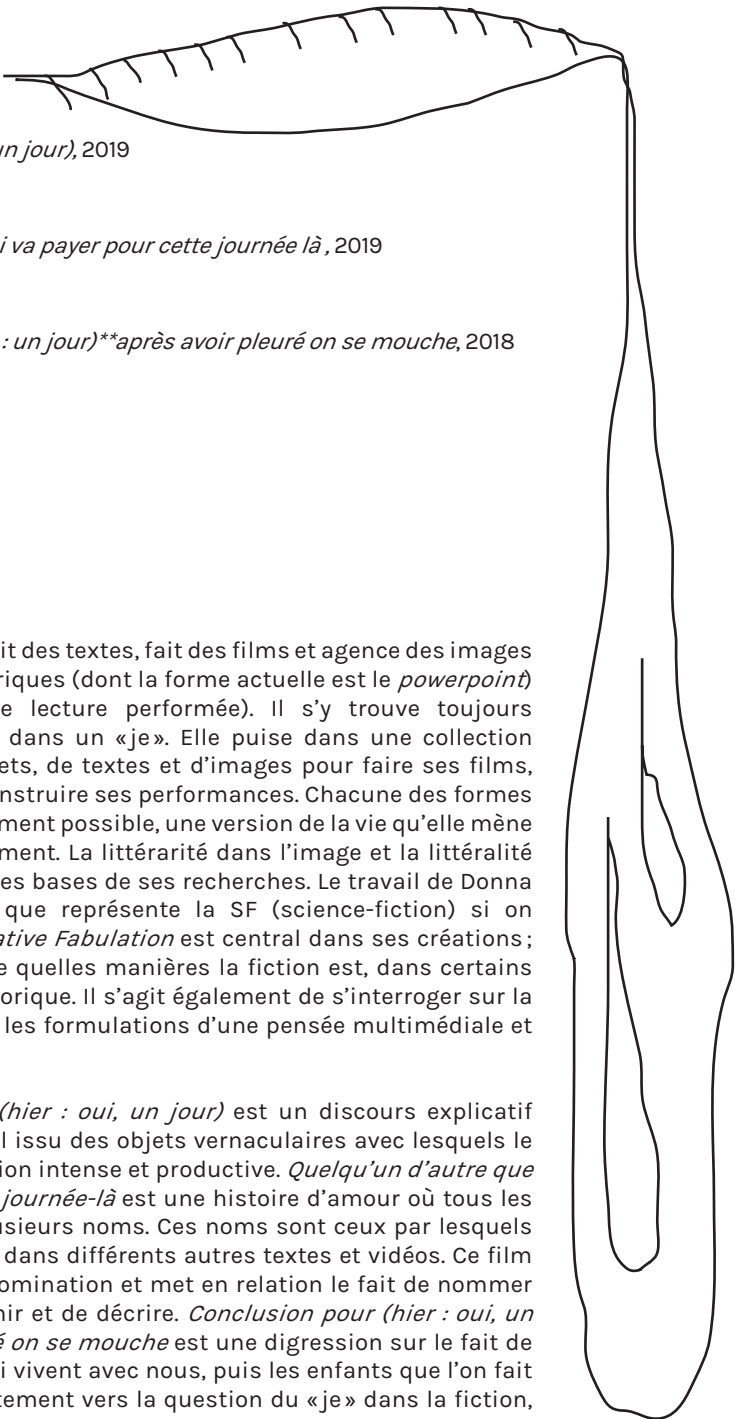 un jour), 2019
i va payer pour cette journée là , 2019
: un jour)**après avoir pleuré on se mouche, 2018
it des textes, fait des films et agence des images
riques (dont la forme actuelle est le powerpoint)
e lecture performée). Il s'y trouve toujours
dans un «je». Elle puise dans une collection
ets, de textes et d'images pour faire ses films,
nstruire ses performances. Chacune des formes
ment possible, une version de la vie qu'elle mène
ment. La littérarité dans l'image et la littéralité
es bases de ses recherches. Le travail de Donna
que représente la SF (science-fiction) si on
ative Fabulation est central dans ses créations ;
e quelles manières la fiction est, dans certains
orique. Il s'agit également de s'interroger sur la
les formulations d'une pensée multimédiale et
(hier : oui, un jour) est un discours explicatif
l issu des objets vernaculaires avec lesquels le
ion intense et productive. Quelqu'un d'autre que
journée-là est une histoire d'amour où tous les
usieurs noms. Ces noms sont ceux par lesquels
dans différents autres textes et vidéos. Ce film
omination et met en relation le fait de nommer
nir et de décrire. Conclusion pour (hier : oui, un
é on se mouche est une digression sur le fait de
i vivent avec nous, puis les enfants que l'on fait
tement vers la question du «je» dans la fiction,